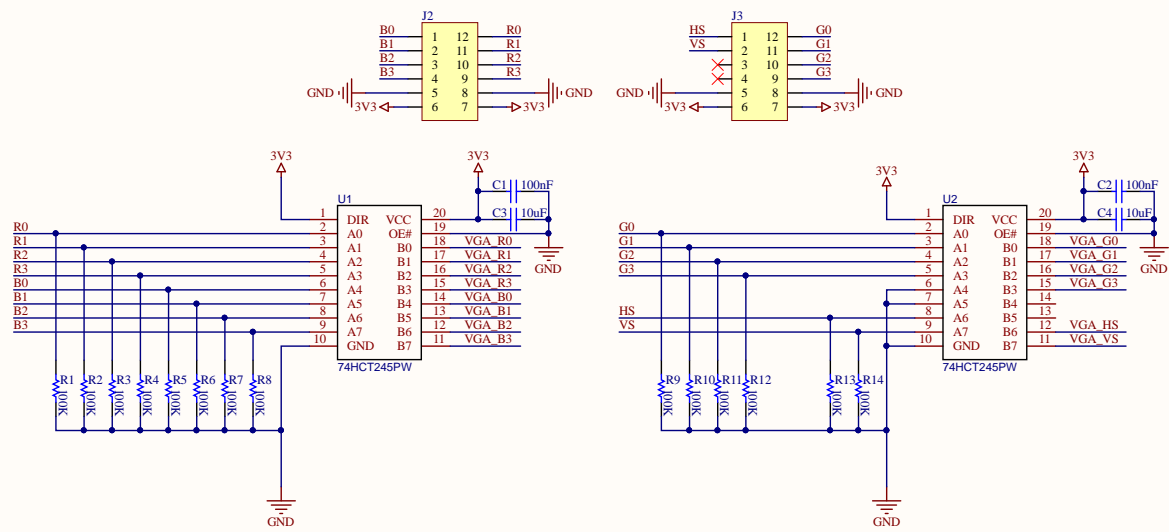 J2 J3
B0 1 12 R0 HS 1 12 G0
B1 2 11 R1 VS 2 11 G1
B2 3 10 R2 3 10 G2
B3 4 9 R3 4 9 G3
GND 5 8 GND GND 5 8 GND
3V3 6 7 3V3 3V3 6 7 3V3
3V3 3V3 3V3 3V3
C1 100nF C2 100nF
U1 U2
C3 10uF C4 10uF
1 DIR VCC 20 1 DIR VCC 20
R0 2 A0 OE# 19 G0 2 A0 OE# 19
R1 3 A1 B0 18 VGA_R0 G1 3 A1 B0 18 VGA_G0
R2 4 A2 B1 17 VGA_R1 G2 4 A2 B1 17 VGA_G1
R3 5 A3 B2 16 VGA_R2 G3 5 A3 B2 16 VGA_G2
B0 6 A4 B3 15 VGA_R3 6 A4 B3 15 VGA_G3
B1 7 A5 B4 14 VGA_B0 7 A5 B4 14
B2 8 A6 B5 13 VGA_B1 HS 8 A6 B5 13
B3 9 A7 B6 12 VGA_B2 VS 9 A7 B6 12 VGA_HS
10 GND B7 11 VGA_B3 10 GND B7 11 VGA_VS
GND GND
74HCT245PW 74HCT245PW
R1 R2 R3 R4 R5 R6 R7 R8 R9 R10 R11 R12 R13 R14
100K 100K 100K 100K 100K 100K 100K 100K 100K 100K 100K 100K 100K 100K
GND GND